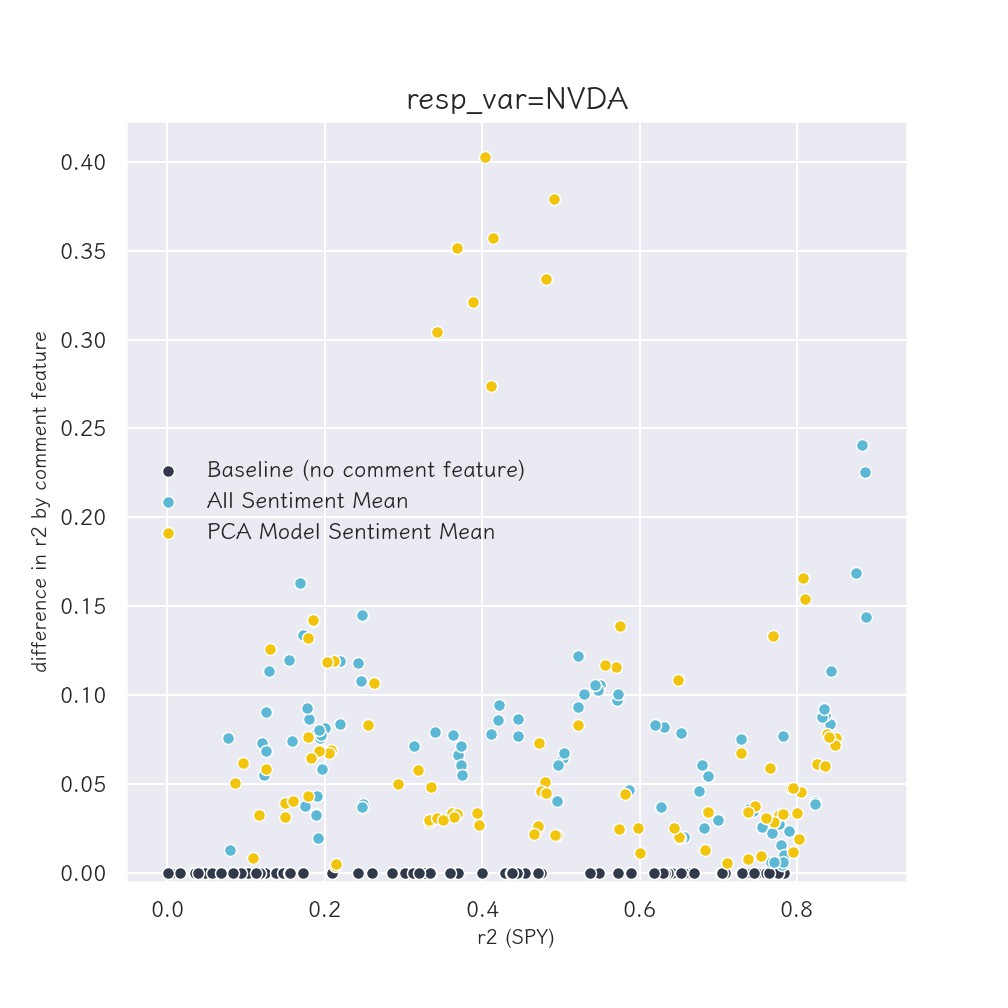 resp_var=NVDA
0.40
0.35
0.30
0.25
0.20
0.15
0.10
0.05
0.00
difference in r2 by comment feature
Baseline (no comment feature)
All Sentiment Mean
PCA Model Sentiment Mean
0.0 0.2 0.4 0.6 0.8
r2 (SPY)